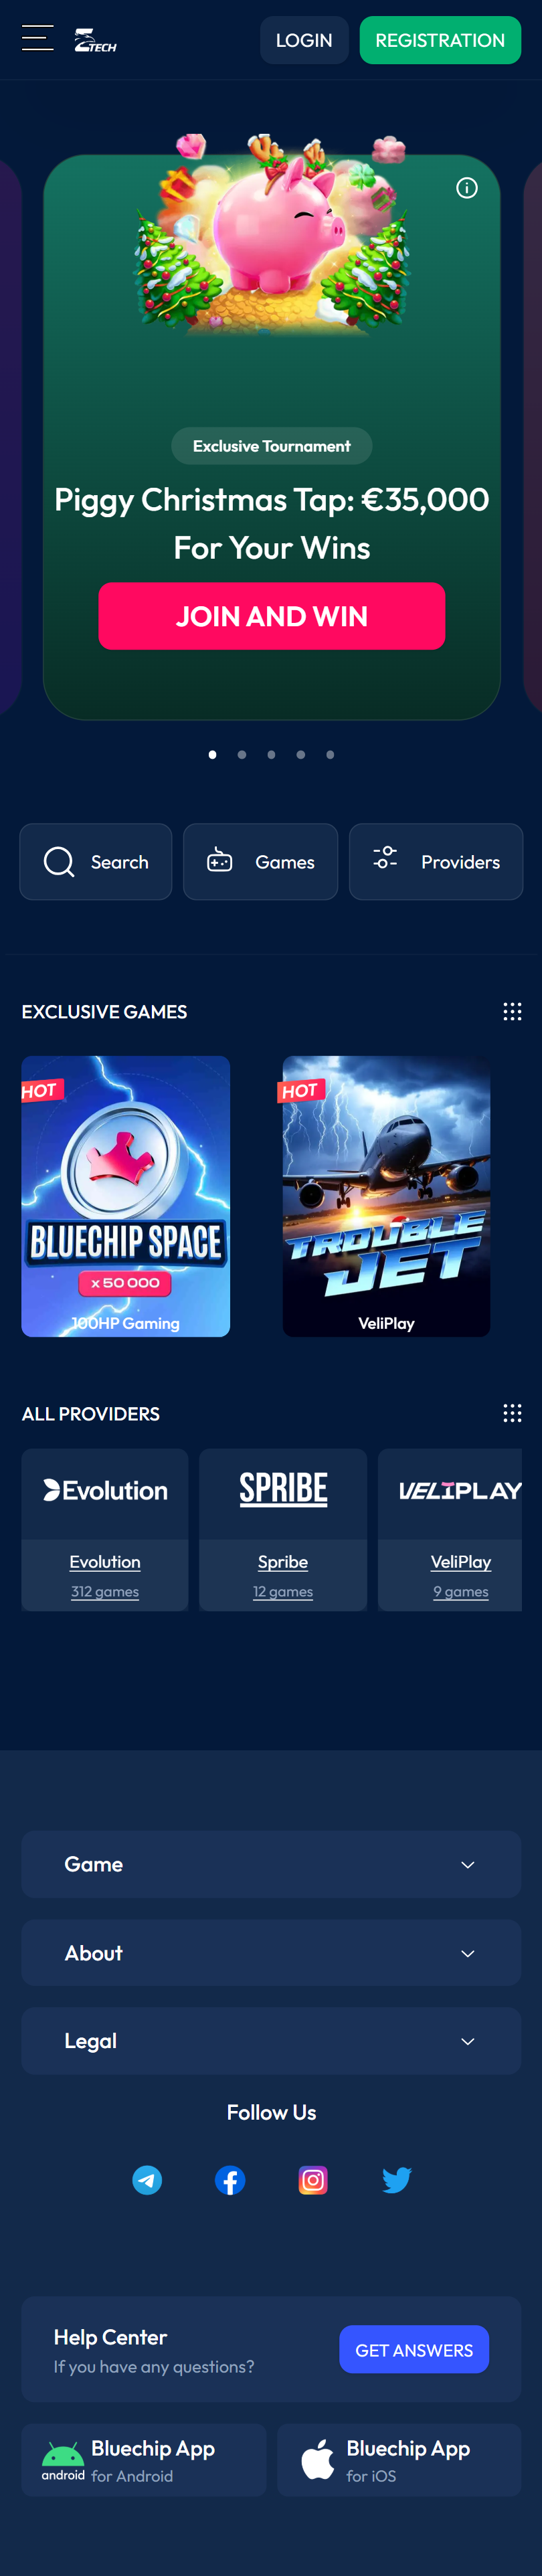 ZTECH
LOGIN
REGISTRATION
Exclusive Tournament
Piggy Christmas Tap: €35,000
For Your Wins
JOIN AND WIN
Search
Games
Providers
EXCLUSIVE GAMES
HOT
BLUECHIP SPACE
x 50 000
100HP Gaming
HOT
TROUBLE
JET
VeliPlay
ALL PROVIDERS
Evolution
Evolution
312 games
SPRIBE
Spribe
12 games
VELIPLAY
VeliPlay
9 games
Game
About
Legal
Follow Us
Help Center
If you have any questions?
GET ANSWERS
android
Bluechip App
for Android
Bluechip App
for iOS